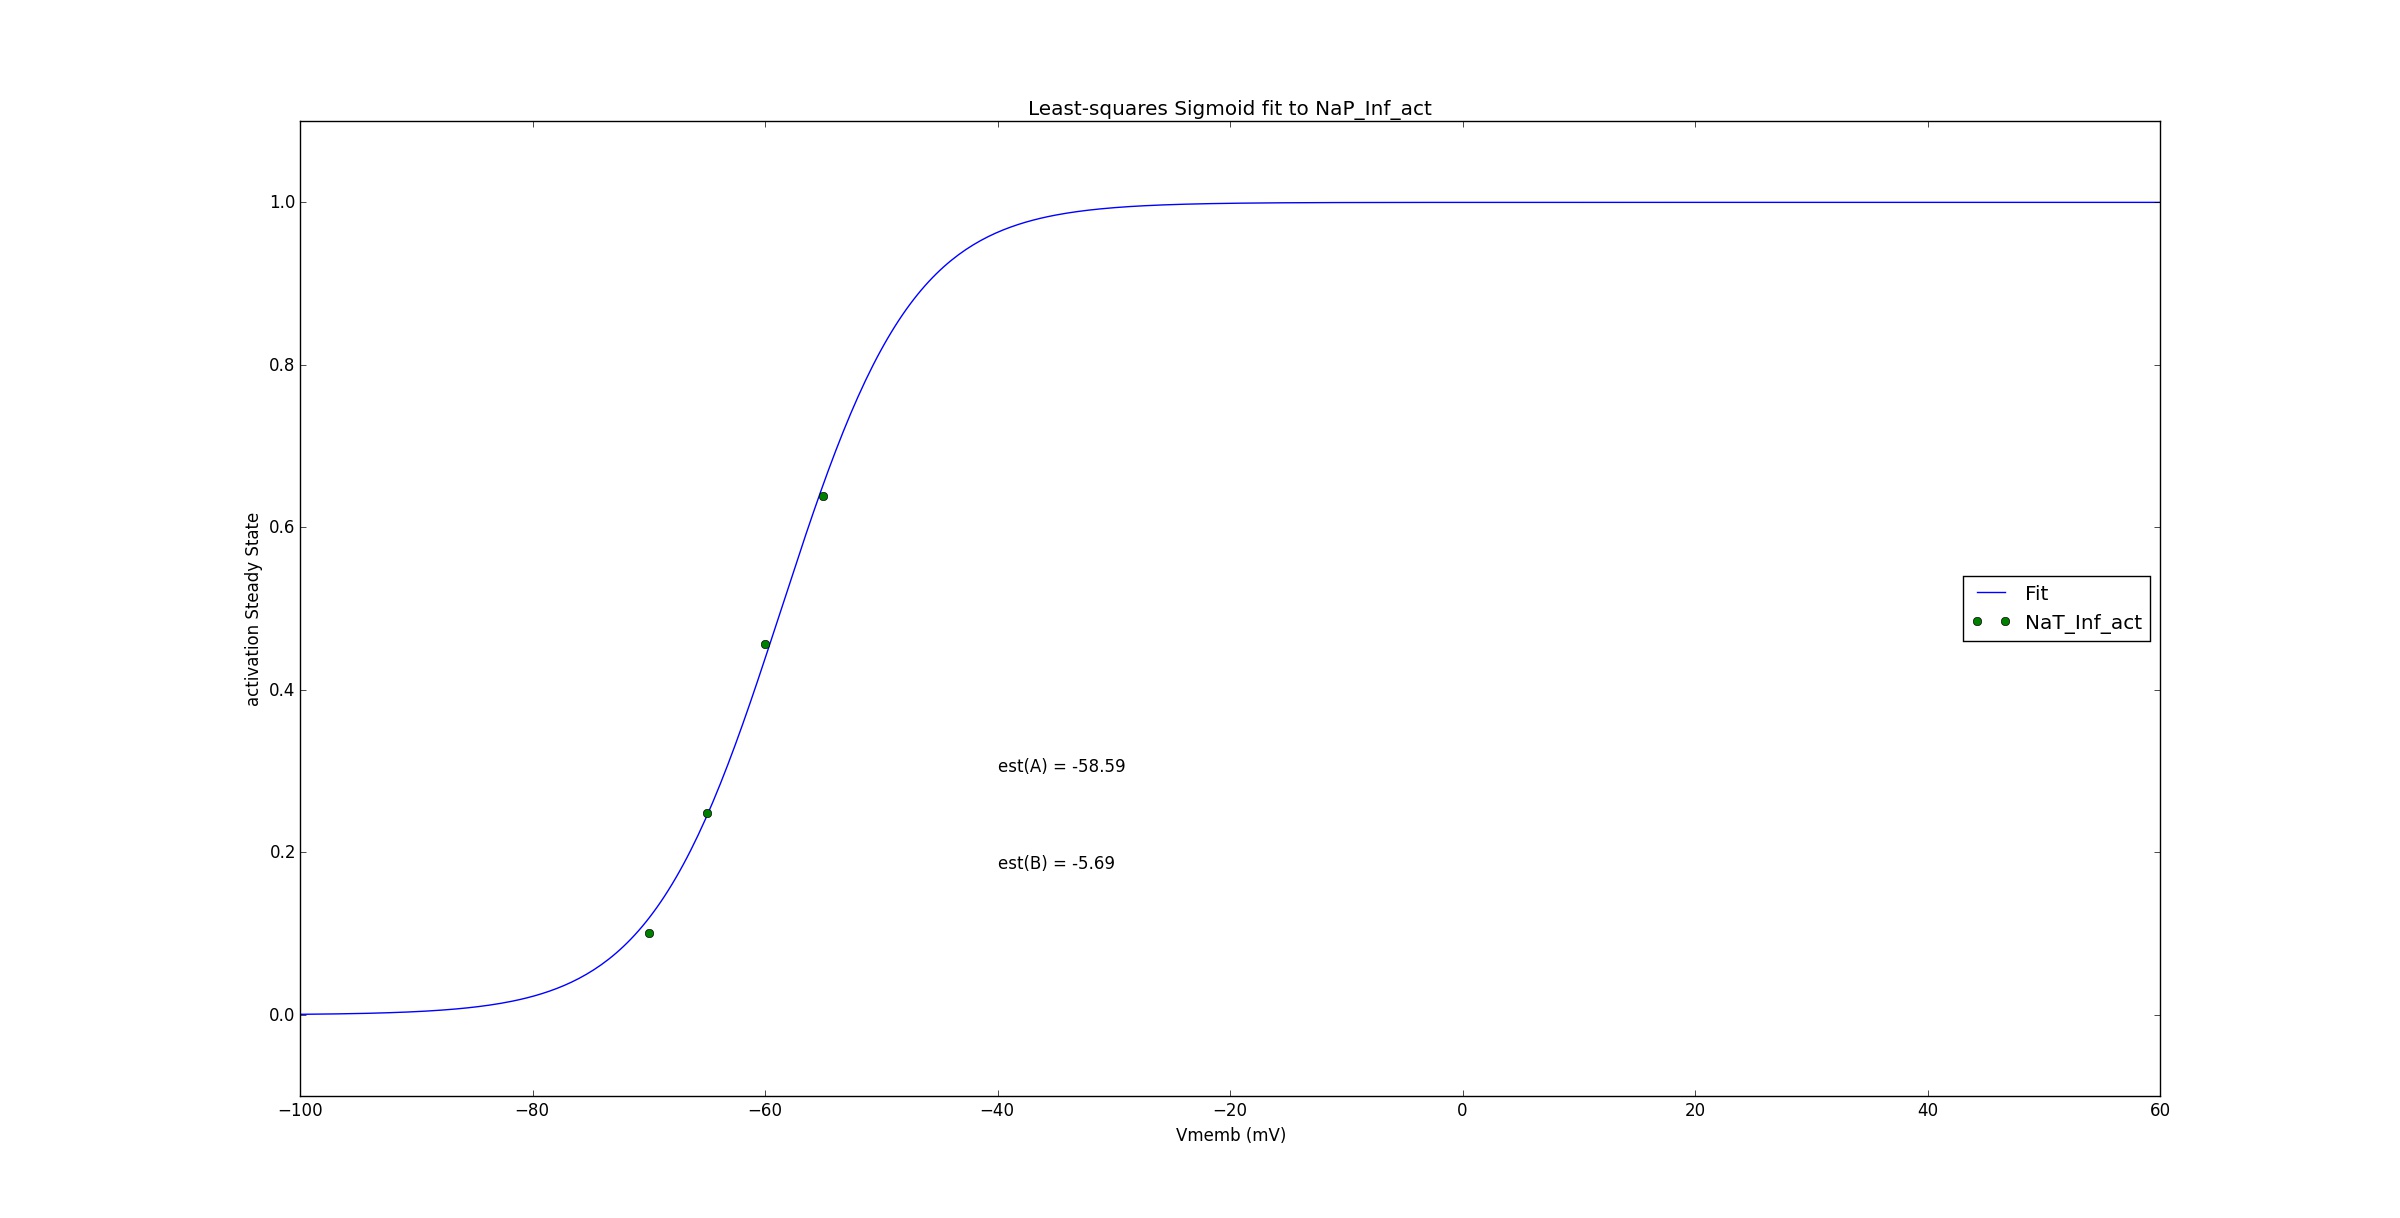 Least-squares Sigmoid fit to NaP_Inf_act
1.0
0.8
0.6
0.4
0.2
0.0
activation Steady State
Fit
NaT_Inf_act
est(A) = -58.59
est(B) = -5.69
−100 −80 −60 −40 −20 0 20 40 60
Vmemb (mV)